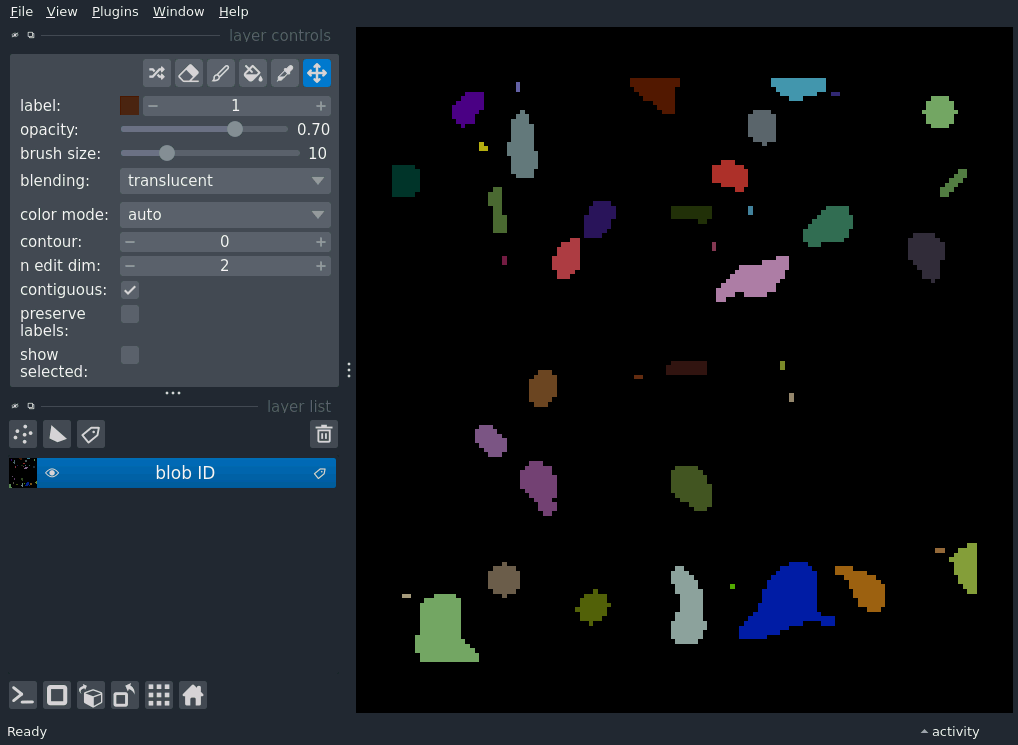 File View Plugins Window Help
layer controls
label: 1
opacity: 0.70
brush size: 10
blending: translucent
color mode: auto
contour: 0
n edit dim: 2
contiguous:
preserve
labels:
show
selected:
layer list
blob ID
Ready
activity